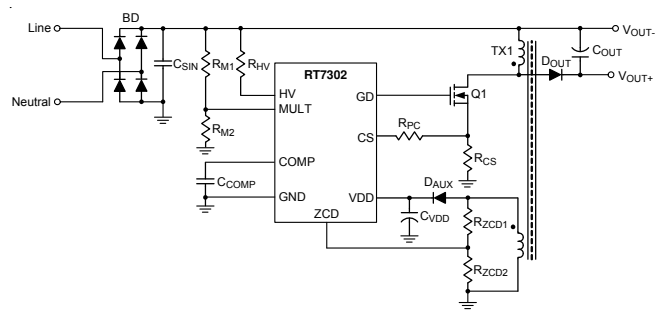 BD
Line
Neutral
CSIN
RM1
RHV
RM2
RT7302
HV
MULT
COMP
GND
GD
CS
VDD
ZCD
CCOMP
RPC
Q1
RCS
TX1
DOUT
COUT
VOUT-
VOUT+
DAUX
CVDD
RZCD1
RZCD2